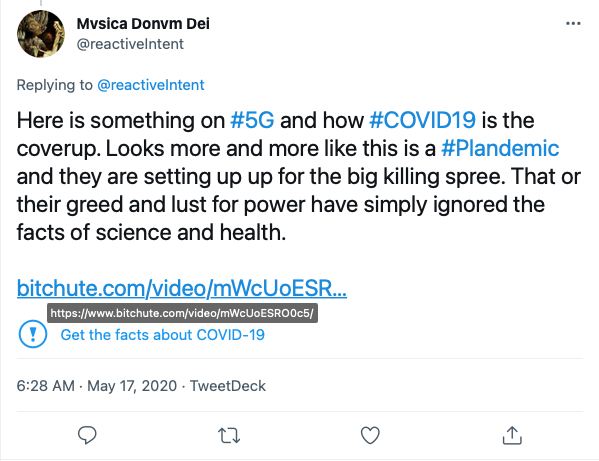 Mvsica Donvm Dei
@reactiveIntent
Replying to @reactiveIntent
Here is something on #5G and how #COVID19 is the
coverup. Looks more and more like this is a #Plandemic
and they are setting up up for the big killing spree. That or
their greed and lust for power have simply ignored the
facts of science and health.
bitchute.com/video/mWcUoESR...
https://www.bitchute.com/video/mWcUoESRO0c5/
Get the facts about COVID-19
6:28 AM · May 17, 2020 · TweetDeck